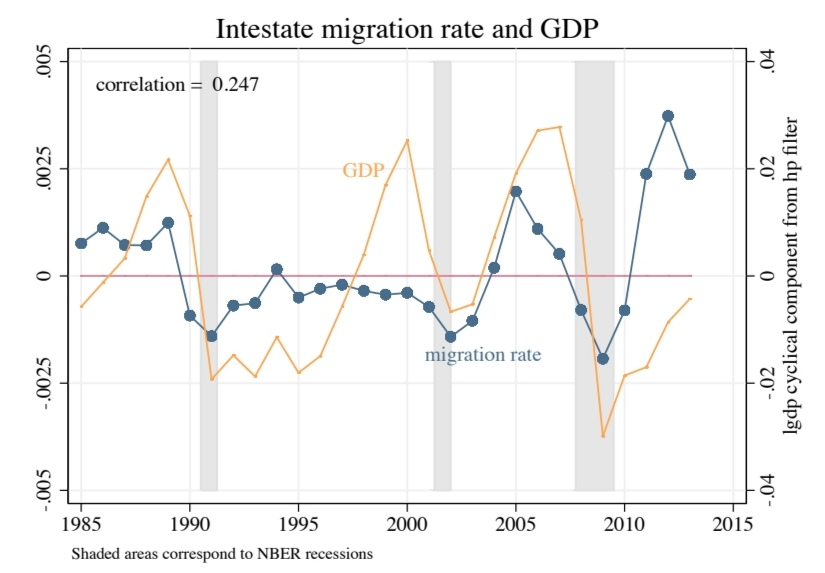 Intestate migration rate and GDP
correlation = 0.247
GDP
migration rate
.005
.0025
0
-.0025
-.005
.04
.02
0
-.02
-.04
lgdp cyclical component from hp filter
1985 1990 1995 2000 2005 2010 2015
Shaded areas correspond to NBER recessions